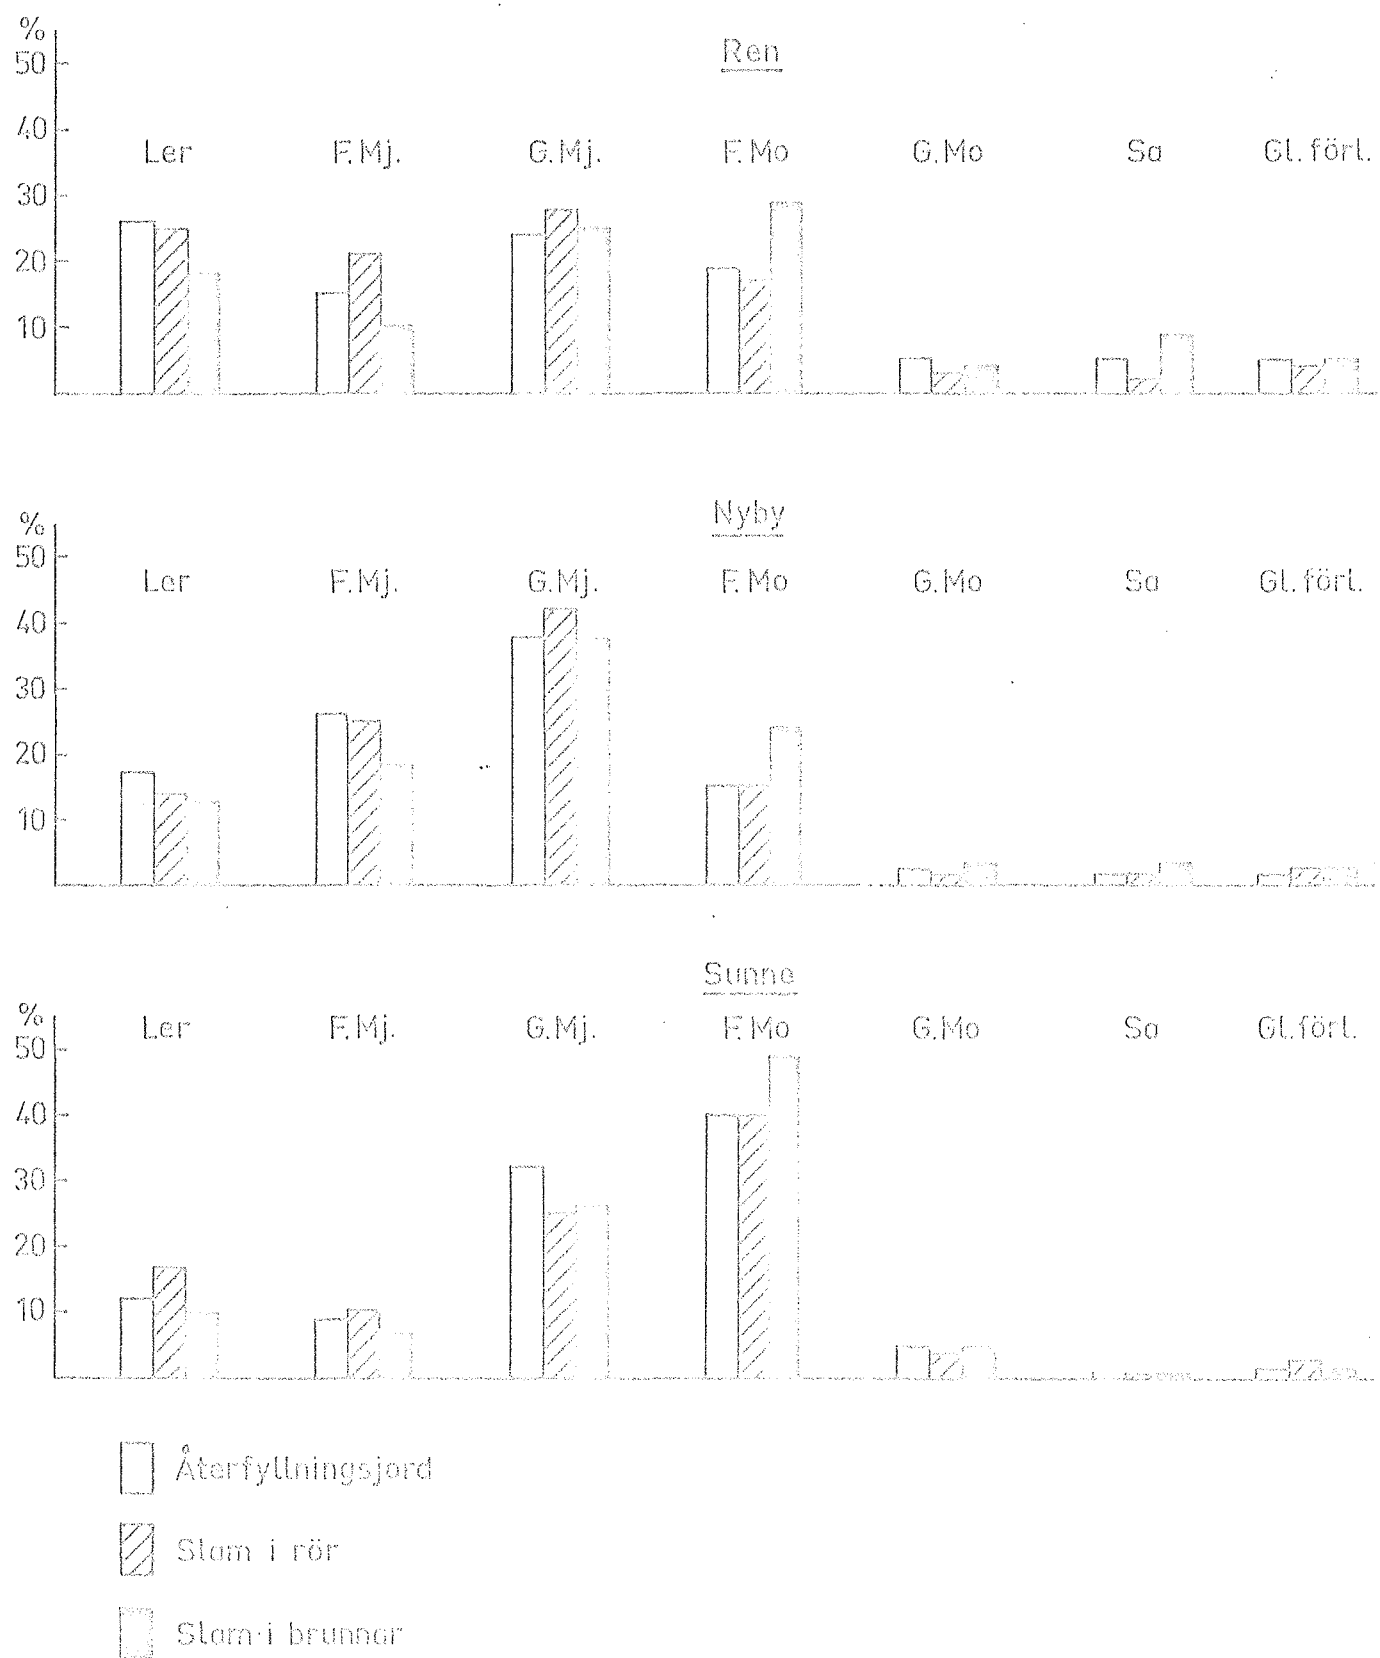 Ren
%
50
40
30
20
10
Ler F.Mj. G.Mj. F.Mo G.Mo Sa Gl. förl.
Nyby
%
50
40
30
20
10
Ler F.Mj. G.Mj. F.Mo G.Mo Sa Gl. förl.
Sunne
%
50
40
30
20
10
Ler F.Mj. G.Mj. F.Mo G.Mo Sa Gl. förl.
Återfyllningsjord
Slam i rör
Slam i brunnar